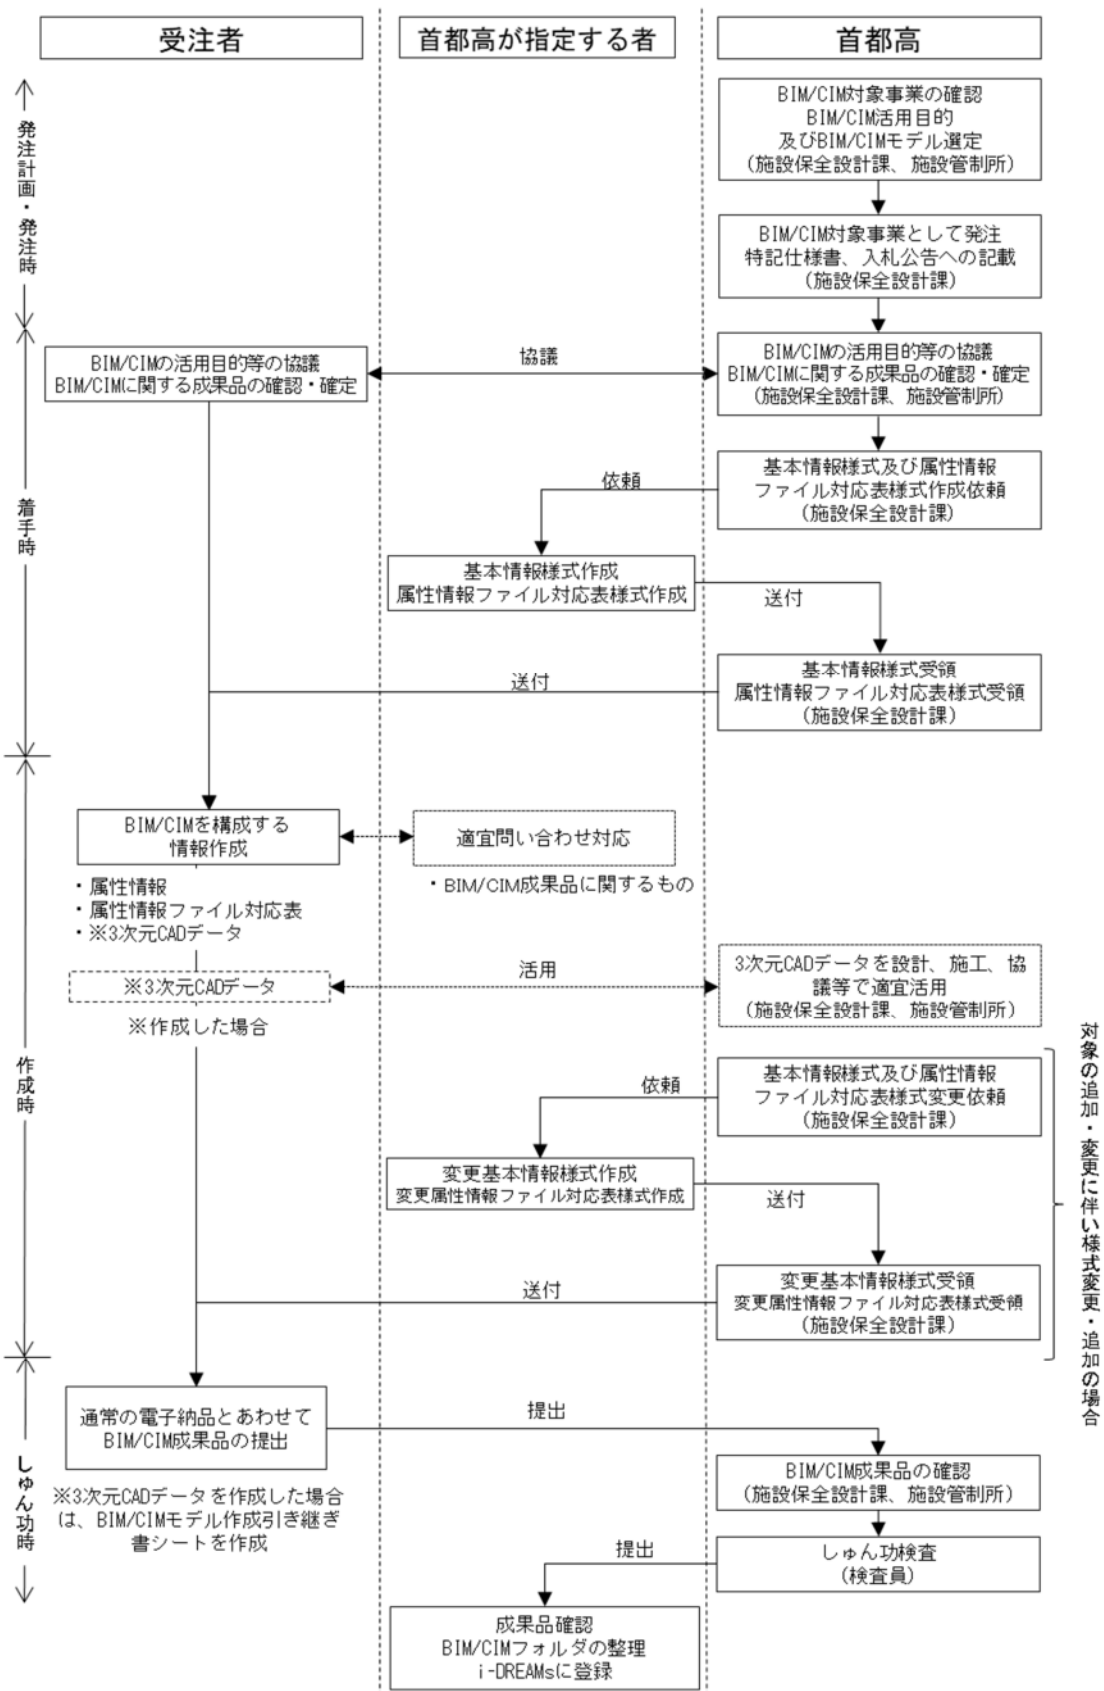 受注者
首都高が指定する者
首都高
発注計画・発注時
BIM/CIM対象事業の確認
BIM/CIM活用目的
及びBIM/CIMモデル選定
(施設保全設計課、施設管制所)
BIM/CIM対象事業として発注
特記仕様書、入札公告への記載
(施設保全設計課)
着手時
BIM/CIMの活用目的等の協議
BIM/CIMに関する成果品の確認・確定
協議
BIM/CIMの活用目的等の協議
BIM/CIMに関する成果品の確認・確定
(施設保全設計課、施設管制所)
基本情報様式及び属性情報
ファイル対応表様式作成依頼
(施設保全設計課)
依頼
基本情報様式作成
属性情報ファイル対応表様式作成
送付
基本情報様式受領
属性情報ファイル対応表様式受領
(施設保全設計課)
送付
作成時
BIM/CIMを構成する
情報作成
適宜問い合わせ対応
・属性情報
・属性情報ファイル対応表
・※3次元CADデータ
・BIM/CIM成果品に関するもの
※3次元CADデータ
※作成した場合
活用
3次元CADデータを設計、施工、協
議等で適宜活用
(施設保全設計課、施設管制所)
対象の追加・変更に伴い様式変更・追加の場合
基本情報様式及び属性情報
ファイル対応表様式変更依頼
(施設保全設計課)
依頼
変更基本情報様式作成
変更属性情報ファイル対応表様式作成
送付
変更基本情報様式受領
変更属性情報ファイル対応表様式受領
(施設保全設計課)
送付
しゅん功時
通常の電子納品とあわせて
BIM/CIM成果品の提出
提出
※3次元CADデータを作成した場合
は、BIM/CIMモデル作成引き継ぎ
書シートを作成
BIM/CIM成果品の確認
(施設保全設計課、施設管制所)
しゅん功検査
(検査員)
提出
成果品確認
BIM/CIMフォルダの整理
i-DREAMsに登録